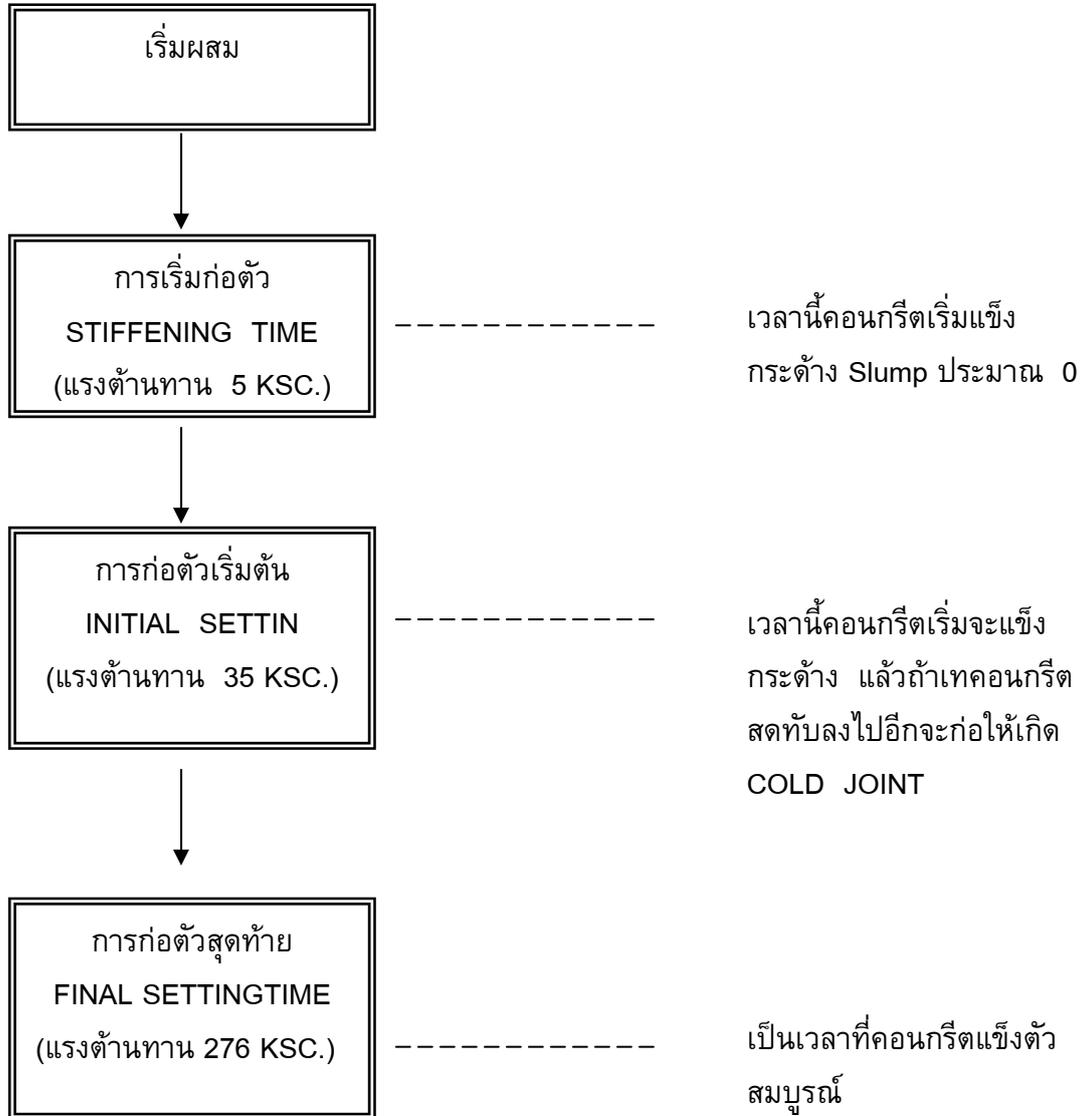 เริ่มผสม
การเริ่มก่อตัว
STIFFENING TIME
(แรงต้านทาน 5 KSC.)
เวลานี้คอนกรีตเริ่มแข็ง
กระด้าง Slump ประมาณ 0
การก่อตัวเริ่มต้น
INITIAL SETTIN
(แรงต้านทาน 35 KSC.)
เวลานี้คอนกรีตเริ่มจะแข็ง
กระด้าง แล้วถ้าเทคอนกรีต
สดทับลงไปอีกจะก่อให้เกิด
COLD JOINT
การก่อตัวสุดท้าย
FINAL SETTINGTIME
(แรงต้านทาน 276 KSC.)
เป็นเวลาที่คอนกรีตแข็งตัว
สมบูรณ์